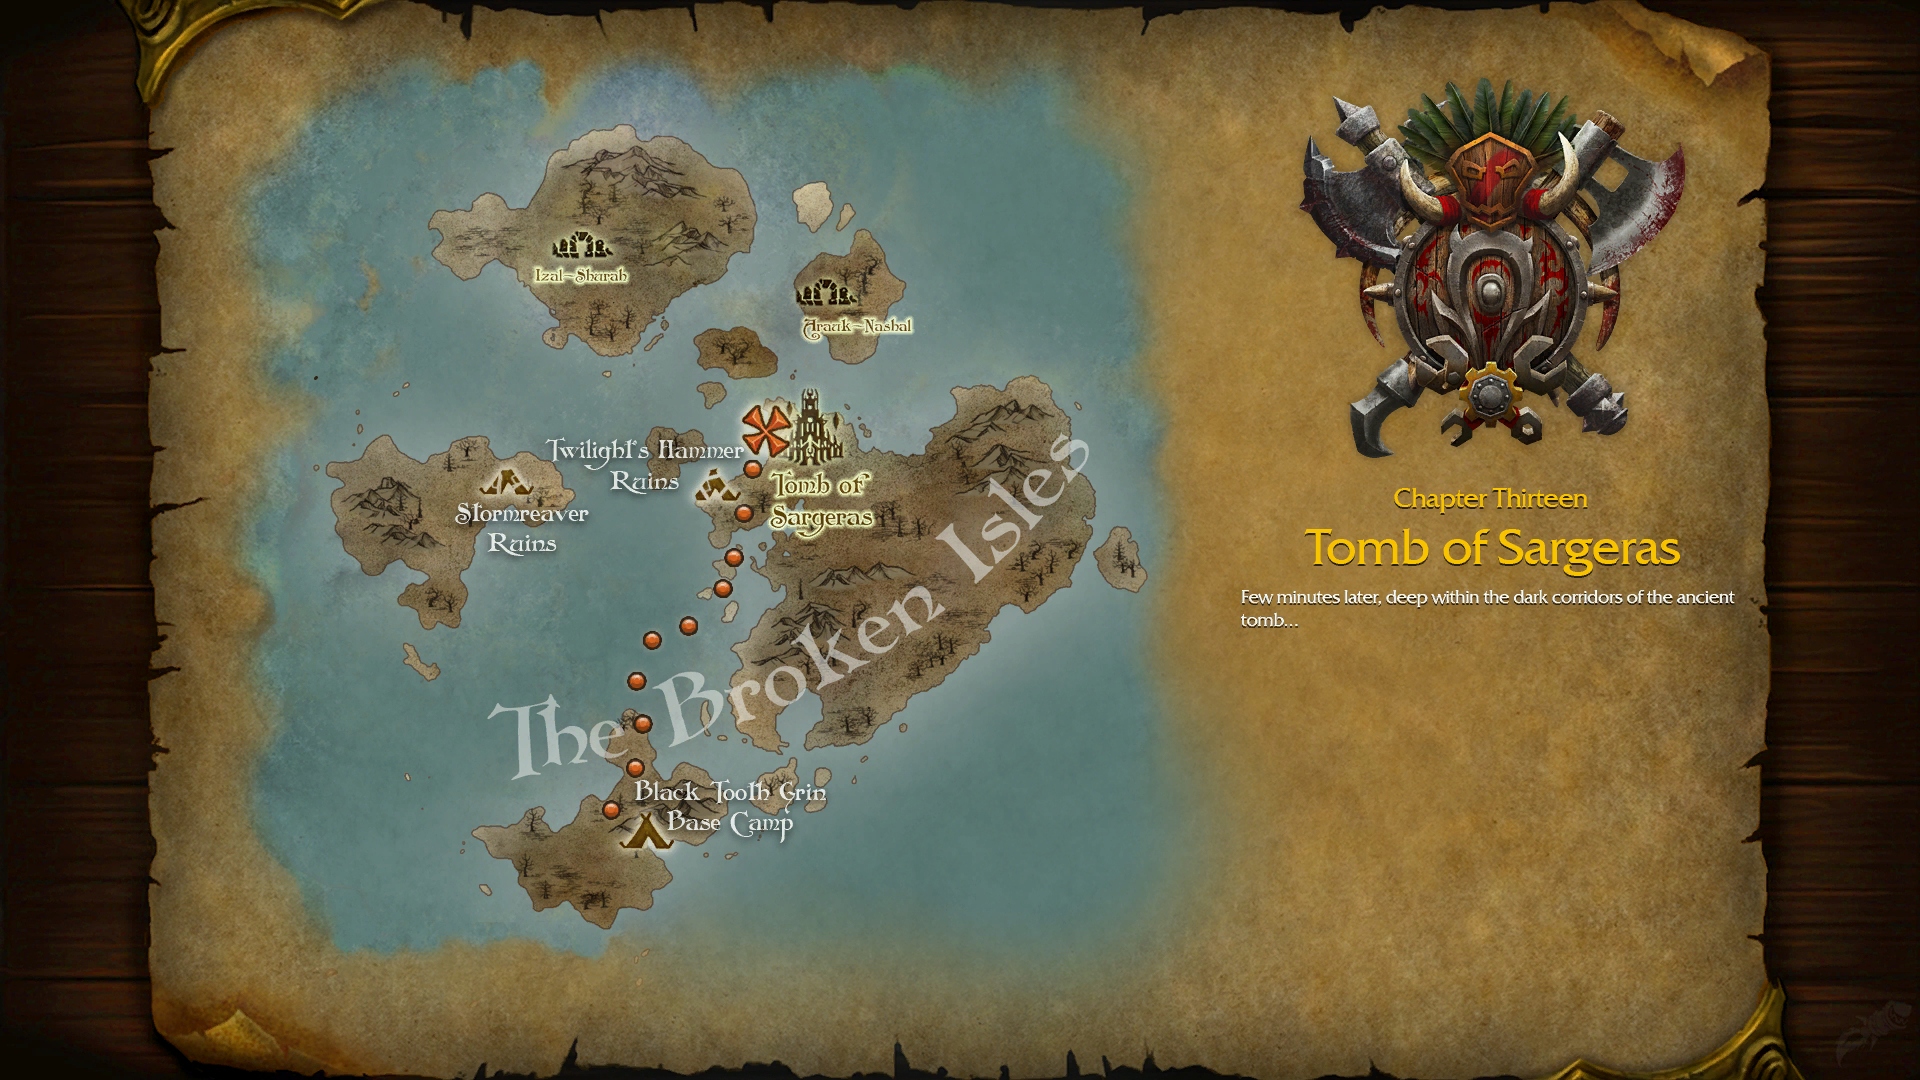 Izal-Shurah
Arauk-Nashal
Twilight's Hammer
Ruins
Tomb of
Sargeras
Stormreaver
Ruins
The Broken Isles
Black Tooth Grin
Base Camp
Chapter Thirteen
Tomb of Sargeras
Few minutes later, deep within the dark corridors of the ancient
tomb...